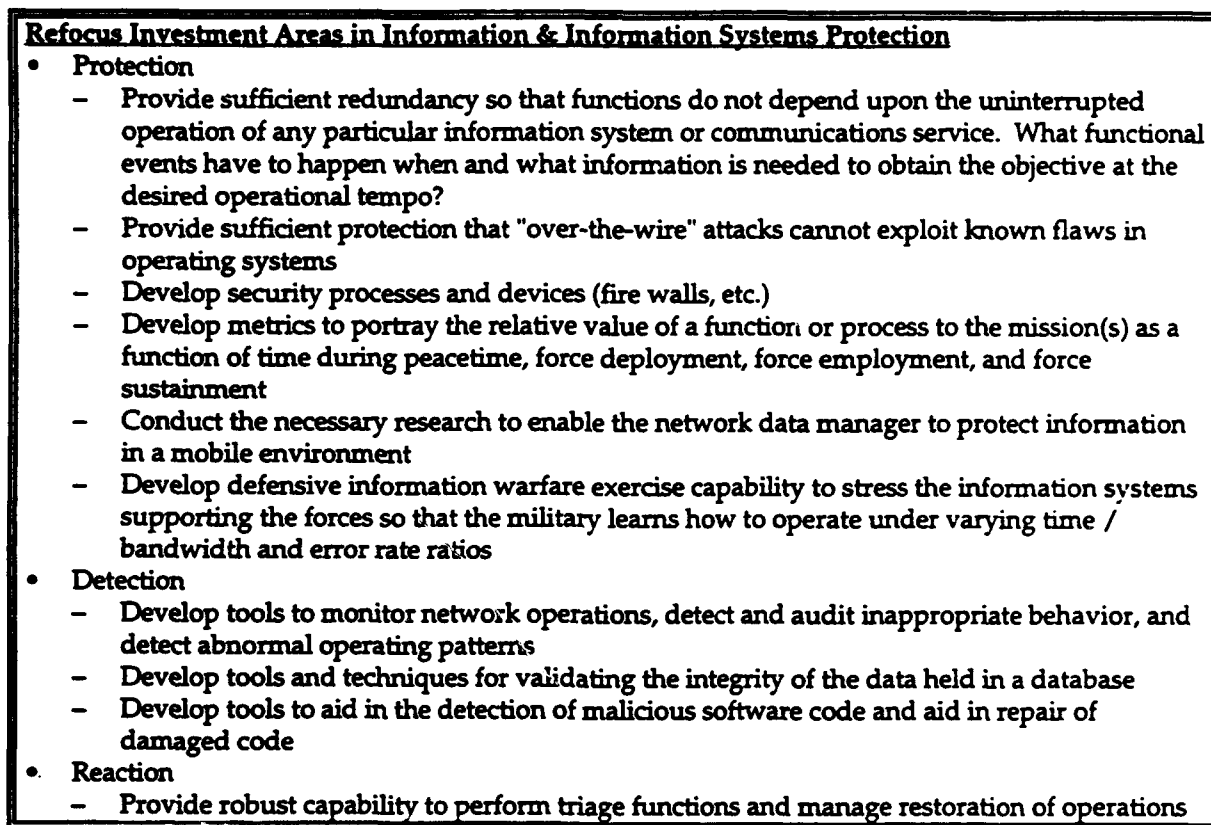 Refocus Investment Areas in Information & Information Systems Protection
• Protection
– Provide sufficient redundancy so that functions do not depend upon the uninterrupted
operation of any particular information system or communications service. What functional
events have to happen when and what information is needed to obtain the objective at the
desired operational tempo?
– Provide sufficient protection that "over-the-wire" attacks cannot exploit known flaws in
operating systems
– Develop security processes and devices (fire walls, etc.)
– Develop metrics to portray the relative value of a function or process to the mission(s) as a
function of time during peacetime, force deployment, force employment, and force
sustainment
– Conduct the necessary research to enable the network data manager to protect information
in a mobile environment
– Develop defensive information warfare exercise capability to stress the information systems
supporting the forces so that the military learns how to operate under varying time /
bandwidth and error rate ratios
• Detection
– Develop tools to monitor network operations, detect and audit inappropriate behavior, and
detect abnormal operating patterns
– Develop tools and techniques for validating the integrity of the data held in a database
– Develop tools to aid in the detection of malicious software code and aid in repair of
damaged code
• Reaction
– Provide robust capability to perform triage functions and manage restoration of operations